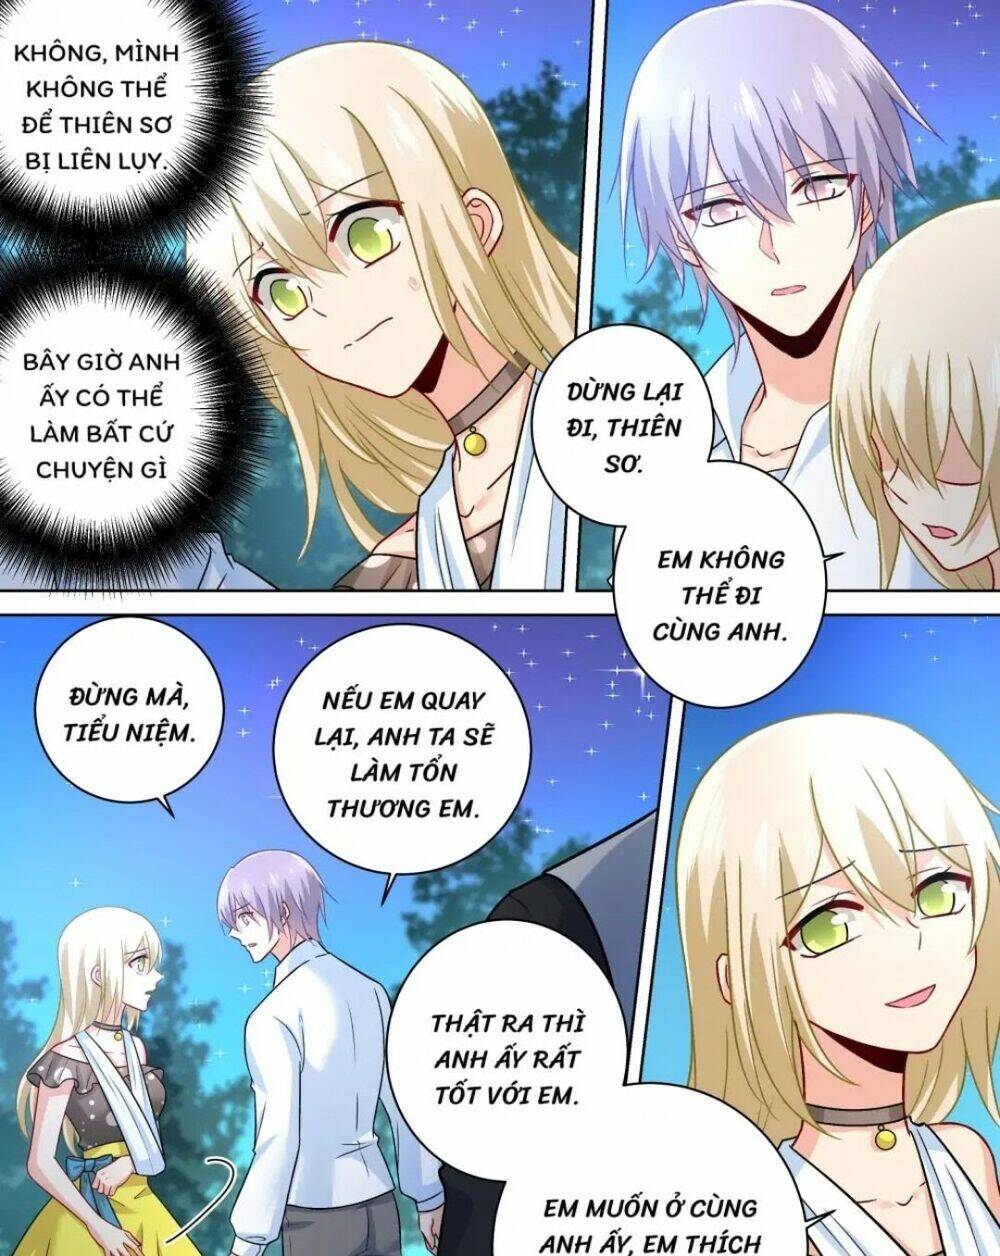 KHÔNG, MÌNH
KHÔNG THỂ
ĐỂ THIÊN SƠ
BỊ LIÊN LỤY.
BÂY GIỜ ANH
ẤY CÓ THỂ
LÀM BẤT CỨ
CHUYỆN GÌ
DỪNG LẠI
ĐI, THIÊN
SƠ.
EM KHÔNG
THỂ ĐI
CÙNG ANH.
ĐỪNG MÀ,
TIỂU NIỆM.
NẾU EM QUAY
LẠI, ANH TA SẼ
LÀM TỔN
THƯƠNG EM.
THẬT RA THÌ
ANH ẤY RẤT
TỐT VỚI EM.
EM MUỐN Ở CÙNG
ANH ẤY, EM THÍCH